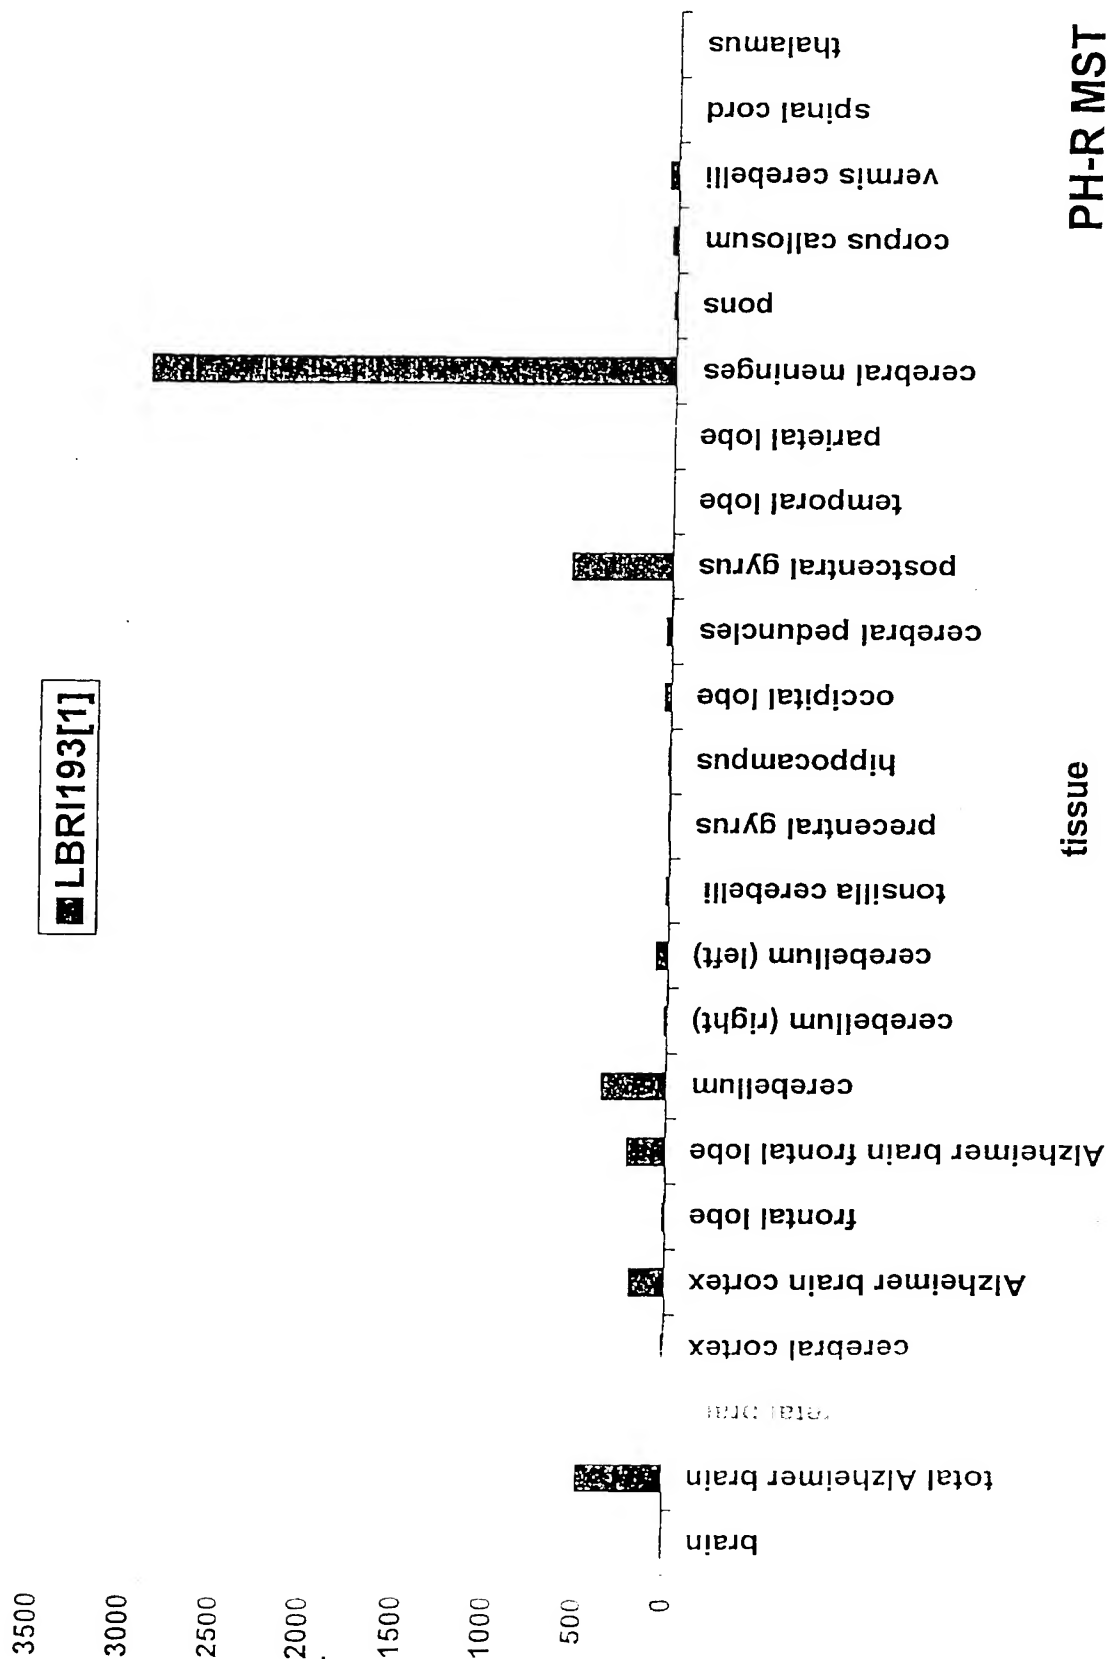 LBRI193[1]
3500
3000
2500
2000
1500
1000
500
0
brain
total Alzheimer brain
cerebral cortex
Alzheimer brain cortex
frontal lobe
Alzheimer brain frontal lobe
cerebellum
cerebellum (right)
cerebellum (left)
tonsilla cerebelli
precentral gyrus
hippocampus
occipital lobe
cerebral peduncles
postcentral gyrus
temporal lobe
parietal lobe
cerebral meninges
pons
corpus callosum
vermis cerebelli
spinal cord
thalamus
tissue
PH-R MST